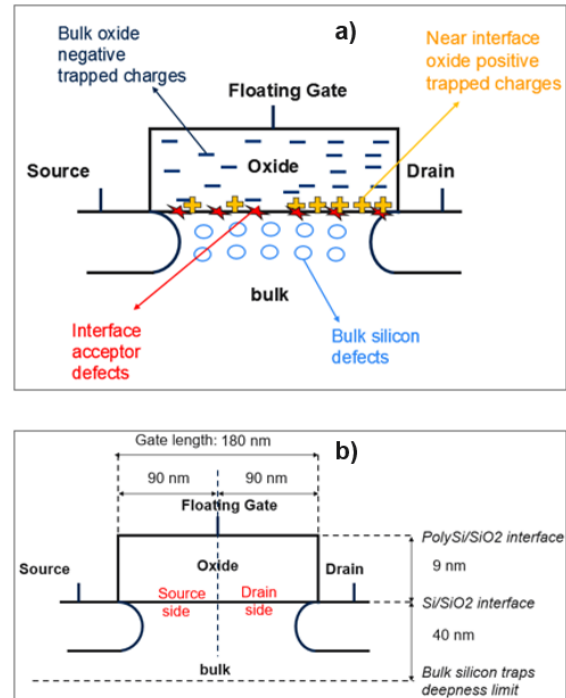 a)
Bulk oxide
negative
trapped charges
Near interface
oxide positive
trapped charges
Floating Gate
Source
Oxide
Drain
bulk
Interface
acceptor
defects
Bulk silicon
defects
b)
Gate length: 180 nm
90 nm
90 nm
Floating Gate
PolySi/SiO2 interface
Source
Oxide
Drain
9 nm
Source
side
Drain
side
Si/SiO2 interface
40 nm
bulk
Bulk silicon traps
deepness limit